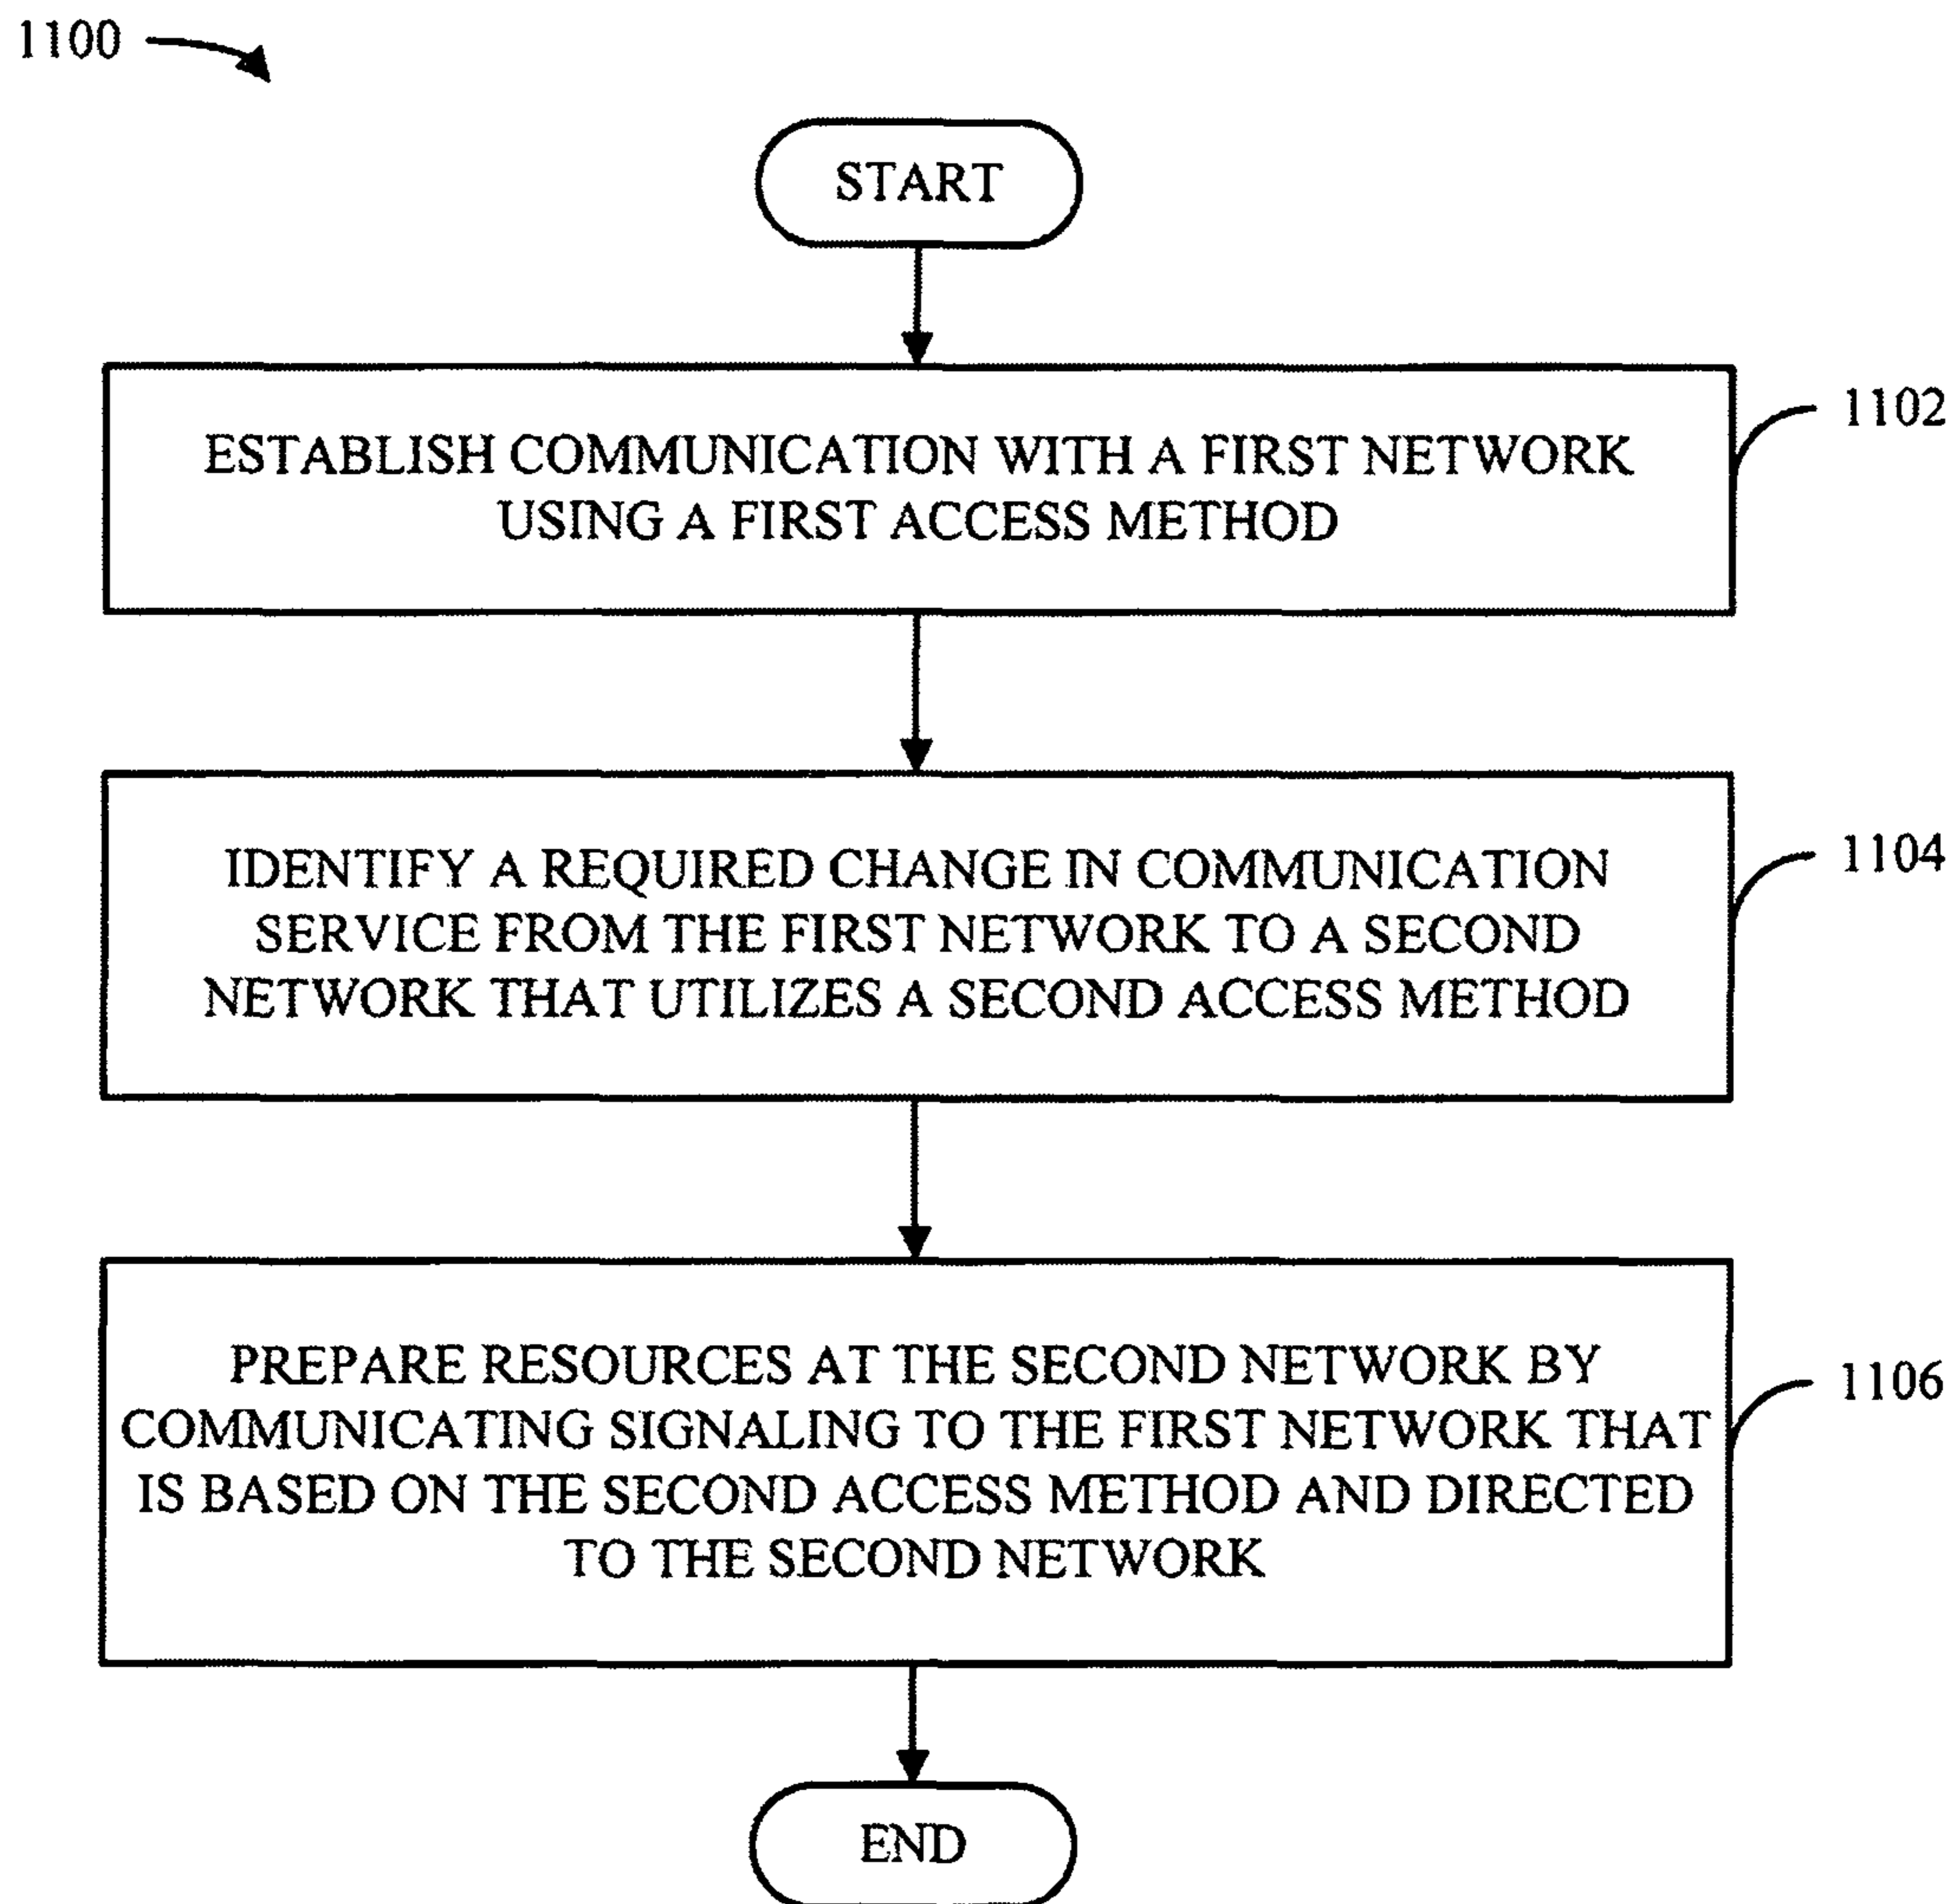 1100
START
ESTABLISH COMMUNICATION WITH A FIRST NETWORK
USING A FIRST ACCESS METHOD
1102
IDENTIFY A REQUIRED CHANGE IN COMMUNICATION
SERVICE FROM THE FIRST NETWORK TO A SECOND
NETWORK THAT UTILIZES A SECOND ACCESS METHOD
1104
PREPARE RESOURCES AT THE SECOND NETWORK BY
COMMUNICATING SIGNALING TO THE FIRST NETWORK THAT
IS BASED ON THE SECOND ACCESS METHOD AND DIRECTED
TO THE SECOND NETWORK
1106
END